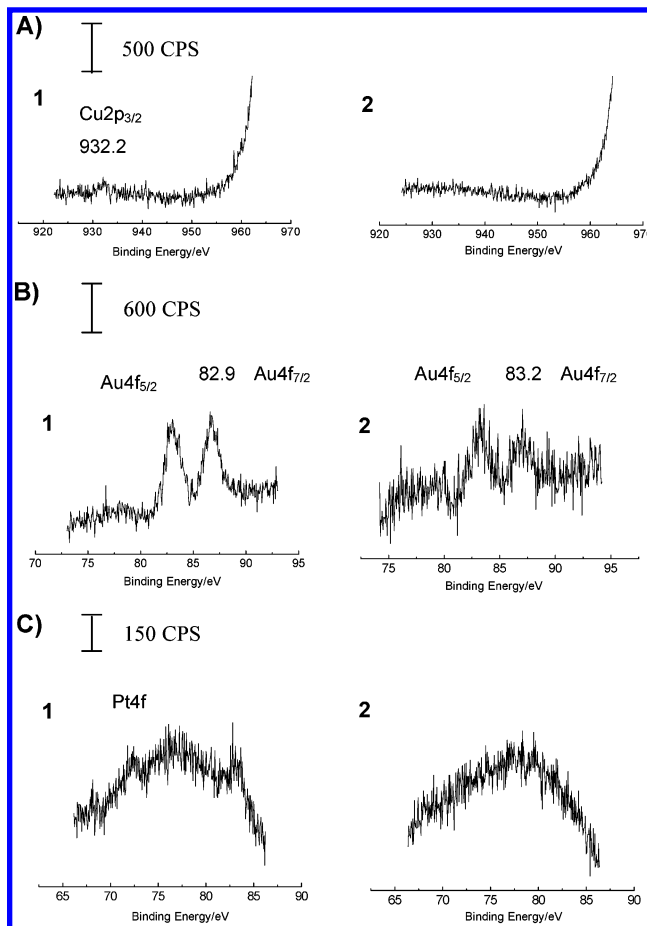 A)
500 CPS
1
Cu2p3/2
932.2
920 930 940 950 960 970
Binding Energy/eV
2
920 930 940 950 960 970
Binding Energy/eV
B)
600 CPS
1
Au4f5/2 82.9 Au4f7/2
70 75 80 85 90 95
Binding Energy/eV
2
Au4f5/2 83.2 Au4f7/2
75 80 85 90 95
Binding Energy/eV
C)
150 CPS
1
Pt4f
65 70 75 80 85 90
Binding Energy/eV
2
65 70 75 80 85 90
Binding Energy/eV